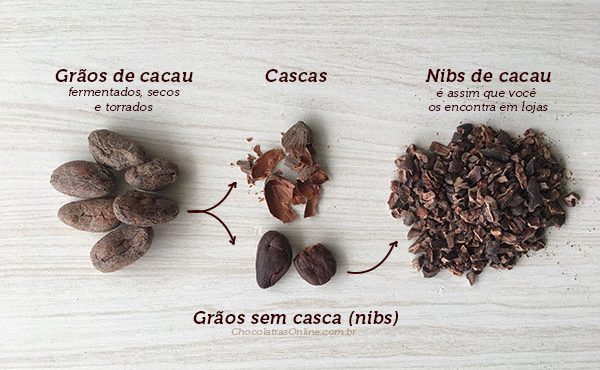 Grãos de cacau
fermentados, secos
e torrados
Cascas
Nibs de cacau
é assim que você
os encontra em lojas
Grãos sem casca (nibs)
ChocolatrasOnline.com.br